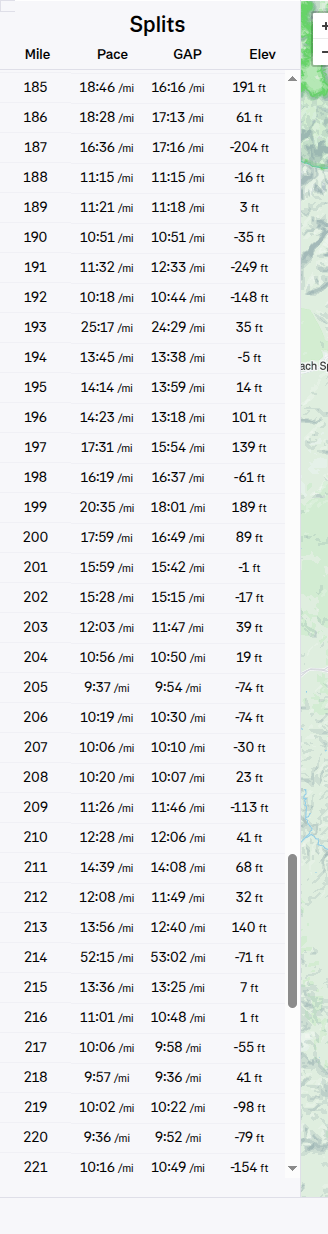 Splits
Mile Pace GAP Elev
185 18:46 /mi 16:16 /mi 191 ft
186 18:28 /mi 17:13 /mi 61 ft
187 16:36 /mi 17:16 /mi -204 ft
188 11:15 /mi 11:15 /mi -16 ft
189 11:21 /mi 11:18 /mi 3 ft
190 10:51 /mi 10:51 /mi -35 ft
191 11:32 /mi 12:33 /mi -249 ft
192 10:18 /mi 10:44 /mi -148 ft
193 25:17 /mi 24:29 /mi 35 ft
194 13:45 /mi 13:38 /mi -5 ft
195 14:14 /mi 13:59 /mi 14 ft
196 14:23 /mi 13:18 /mi 101 ft
197 17:31 /mi 15:54 /mi 139 ft
198 16:19 /mi 16:37 /mi -61 ft
199 20:35 /mi 18:01 /mi 189 ft
200 17:59 /mi 16:49 /mi 89 ft
201 15:59 /mi 15:42 /mi -1 ft
202 15:28 /mi 15:15 /mi -17 ft
203 12:03 /mi 11:47 /mi 39 ft
204 10:56 /mi 10:50 /mi 19 ft
205 9:37 /mi 9:54 /mi -74 ft
206 10:19 /mi 10:30 /mi -74 ft
207 10:06 /mi 10:10 /mi -30 ft
208 10:20 /mi 10:07 /mi 23 ft
209 11:26 /mi 11:46 /mi -113 ft
210 12:28 /mi 12:06 /mi 41 ft
211 14:39 /mi 14:08 /mi 68 ft
212 12:08 /mi 11:49 /mi 32 ft
213 13:56 /mi 12:40 /mi 140 ft
214 52:15 /mi 53:02 /mi -71 ft
215 13:36 /mi 13:25 /mi 7 ft
216 11:01 /mi 10:48 /mi 1 ft
217 10:06 /mi 9:58 /mi -55 ft
218 9:57 /mi 9:36 /mi 41 ft
219 10:02 /mi 10:22 /mi -98 ft
220 9:36 /mi 9:52 /mi -79 ft
221 10:16 /mi 10:49 /mi -154 ft